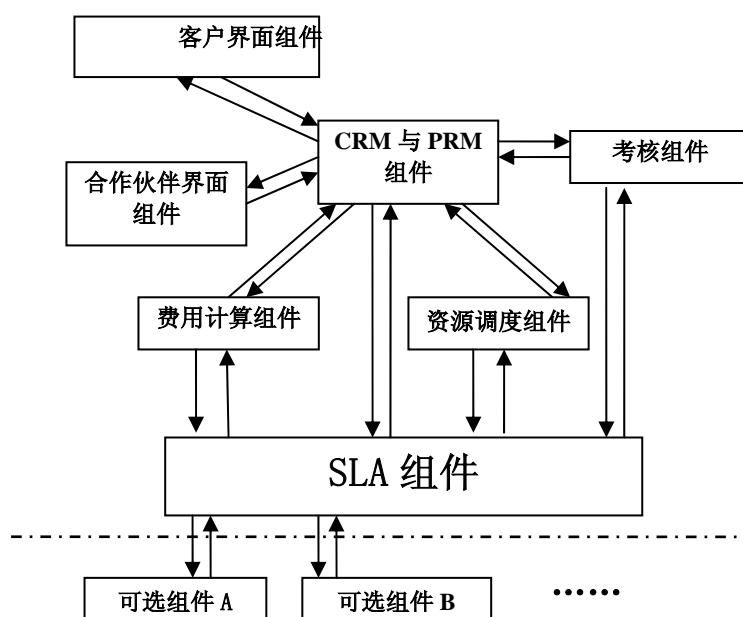 客户界面组件
CRM 与 PRM
组件
考核组件
合作伙伴界面
组件
费用计算组件
资源调度组件
SLA 组件
可选组件 A
可选组件 B
……